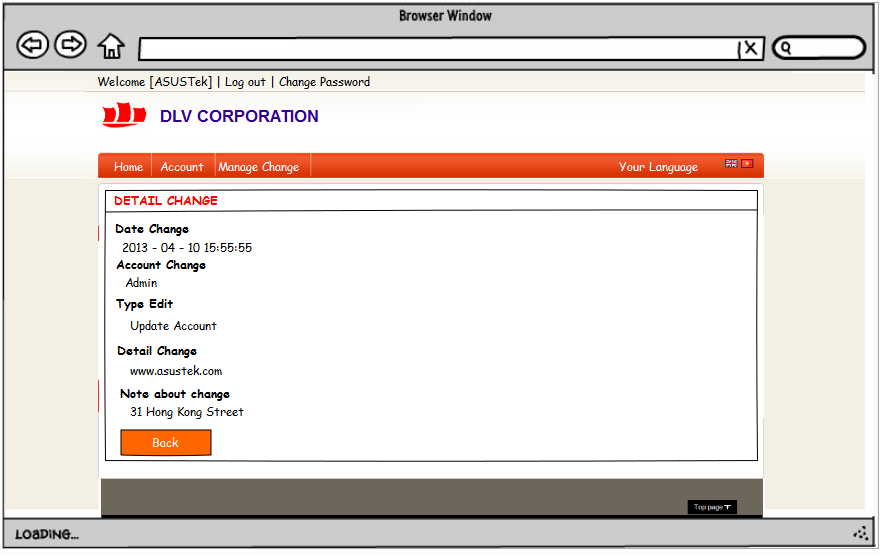 Browser Window
Welcome [ASUSTek] | Log out | Change Password
DLV CORPORATION
Home Account Manage Change Your Language
DETAIL CHANGE
Date Change
2013 - 04 - 10 15:55:55
Account Change
Admin
Type Edit
Update Account
Detail Change
www.asustek.com
Note about change
31 Hong Kong Street
Back
Top page
LOADING...